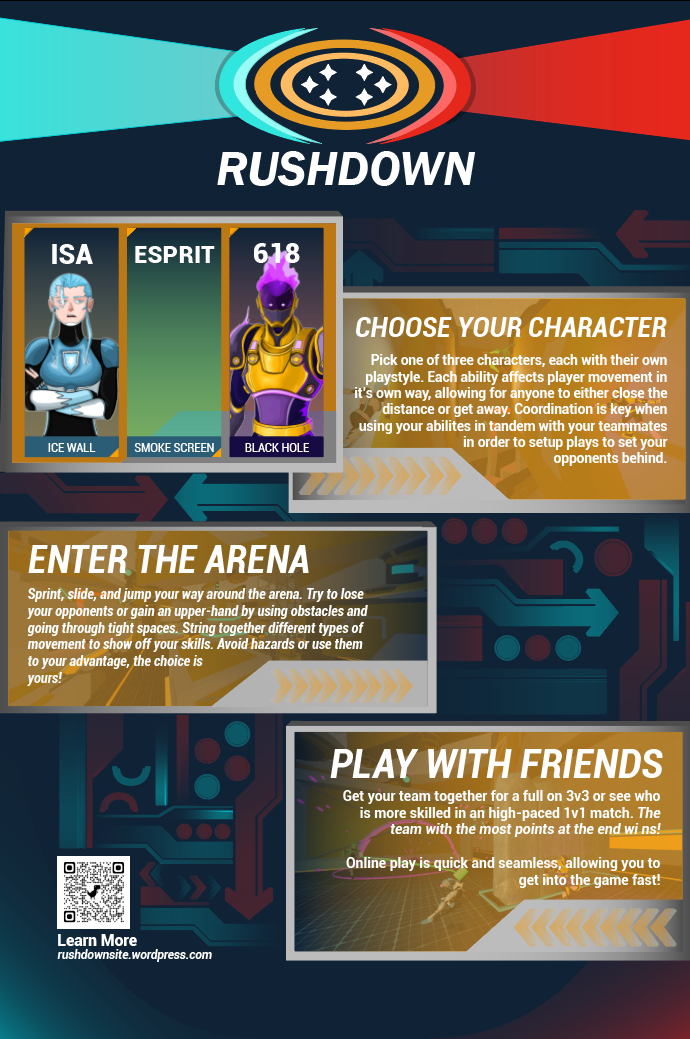 RUSHDOWN
ISA
ESPRIT
618
ICE WALL
SMOKE SCREEN
BLACK HOLE
CHOOSE YOUR CHARACTER
Pick one of three characters, each with their own
playstyle. Each ability affects player movement in
it's own way, allowing for anyone to either close the
distance or get away. Coordination is key when
using your abilites in tandem with your teammates
in order to setup plays to set your
opponents behind.
ENTER THE ARENA
Sprint, slide, and jump your way around the arena. Try to lose
your opponents or gain an upper-hand by using obstacles and
going through tight spaces. String together different types of
movement to show off your skills. Avoid hazards or use them
to your advantage, the choice is
yours!
PLAY WITH FRIENDS
Get your team together for a full on 3v3 or see who
is more skilled in an high-paced 1v1 match. The
team with the most points at the end wi ns!
Online play is quick and seamless, allowing you to
get into the game fast!
Learn More
rushdownsite.wordpress.com